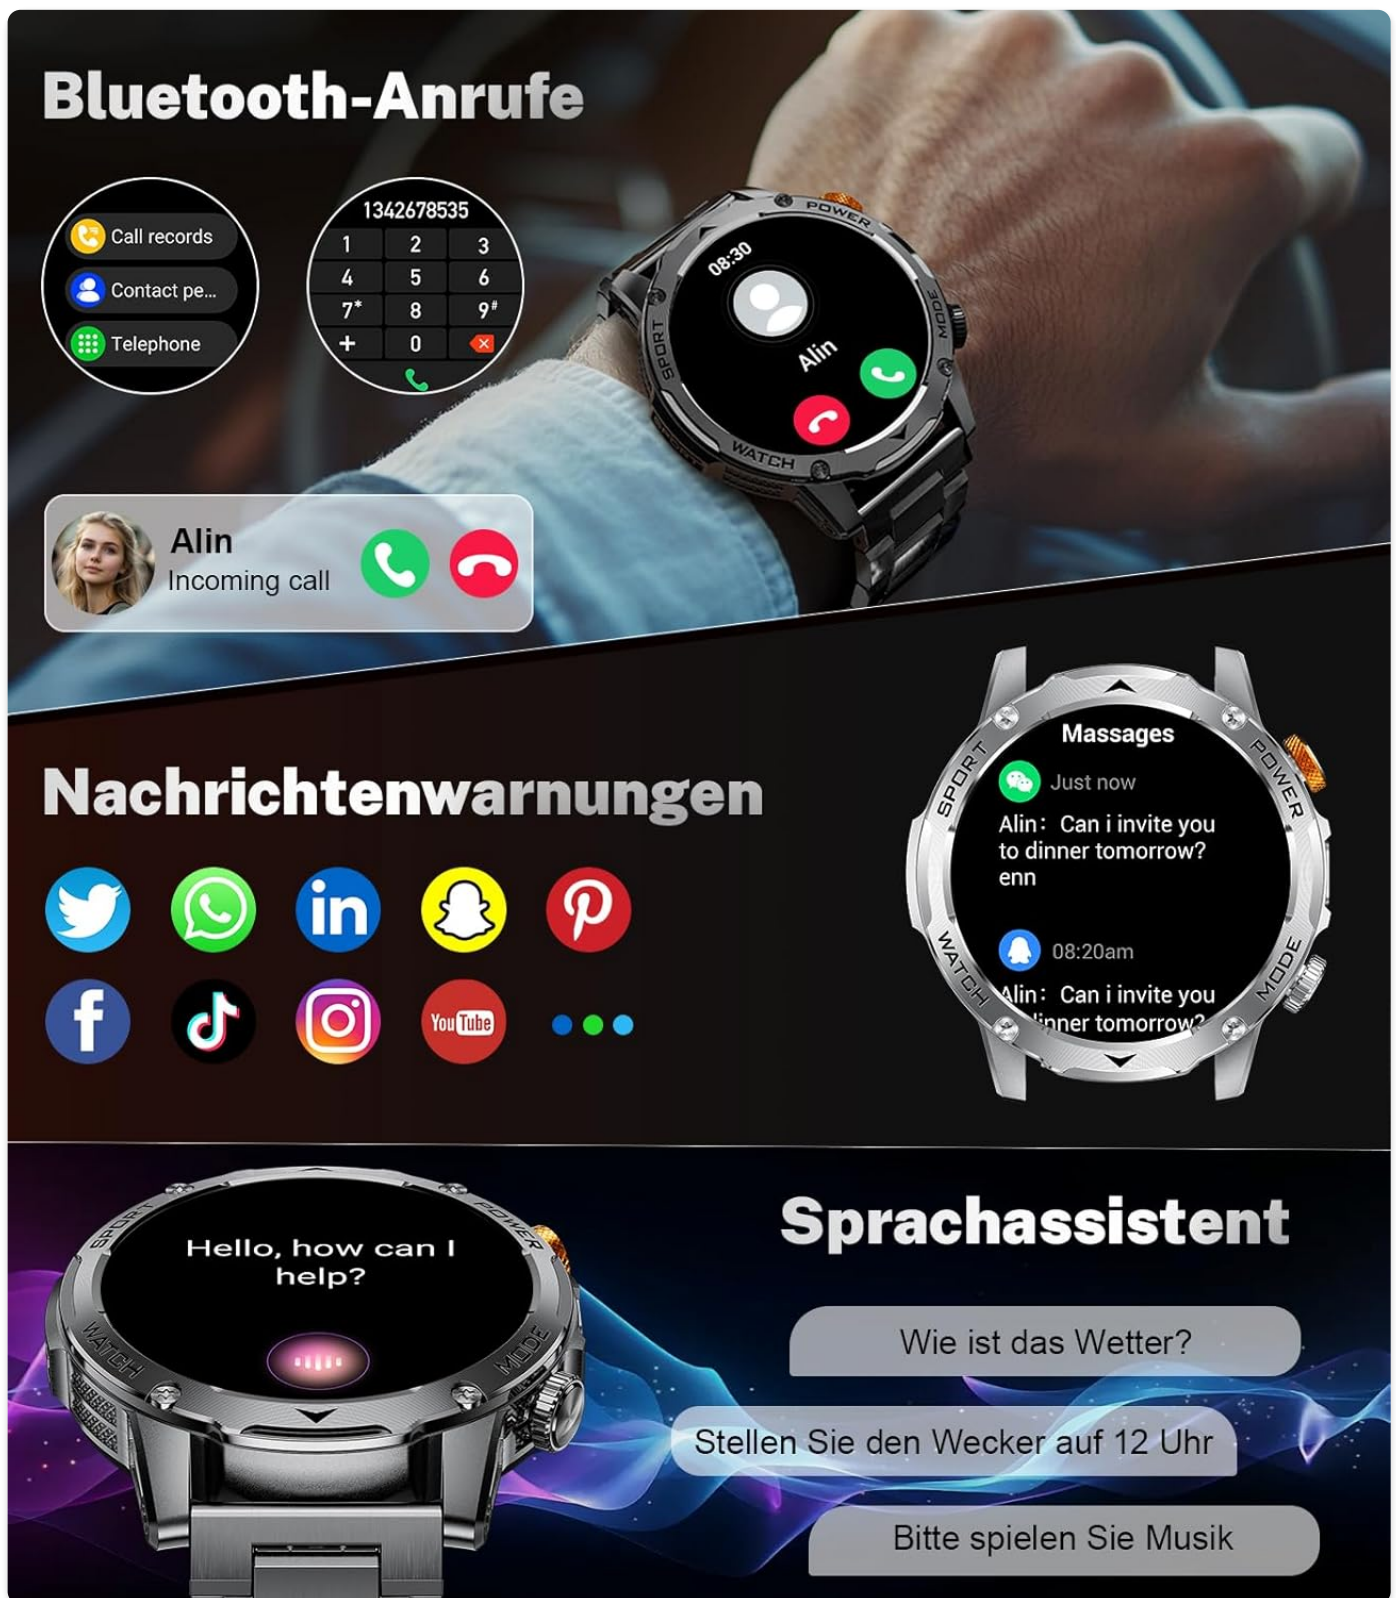 Bluetooth-Anrufe
Call records
Contact pe...
Telephone
1342678535
1 2 3
4 5 6
7* 8 9#
+ 0
POWER
MODE
SPORT
WATCH
08:30
Alin
Alin
Incoming call
Nachrichtenwarnungen
in
f
You Tube
SPORT
POWER
WATCH
MODE
Massages
Just now
Alin: Can i invite you
to dinner tomorrow?
enn
08:20am
Alin: Can i invite you
inner tomorrow?
SPORT
POWER
WATCH
MODE
Hello, how can I
help?
Sprachassistent
Wie ist das Wetter?
Stellen Sie den Wecker auf 12 Uhr
Bitte spielen Sie Musik